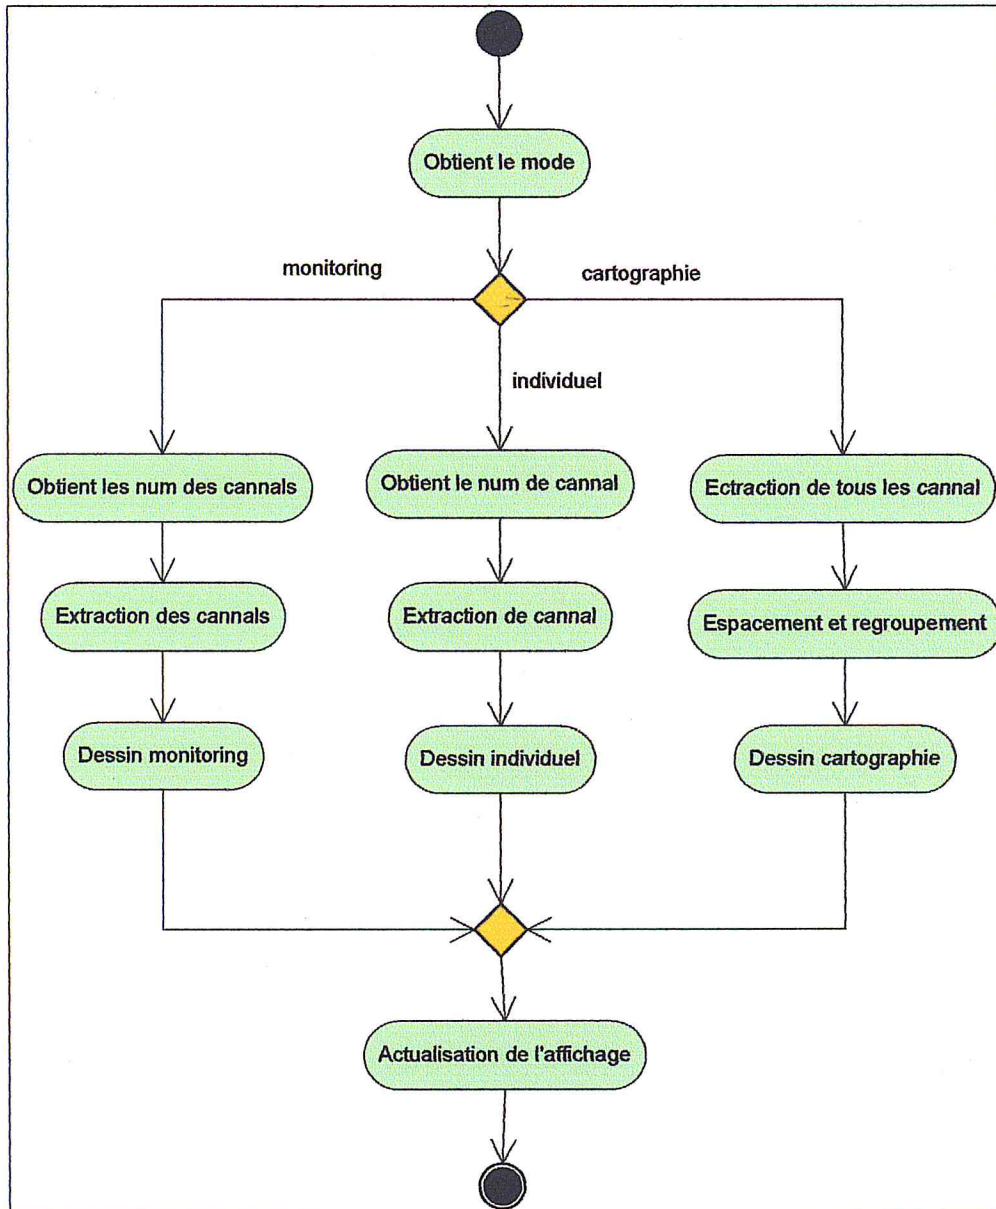 Obtient le mode
monitoring
cartographie
individuel
Obtient les num des cannals
Obtient le num de cannal
Ectraction de tous les cannal
Extraction des cannals
Extraction de cannal
Espacement et regroupement
Dessin monitoring
Dessin individuel
Dessin cartographie
Actualisation de l'affichage